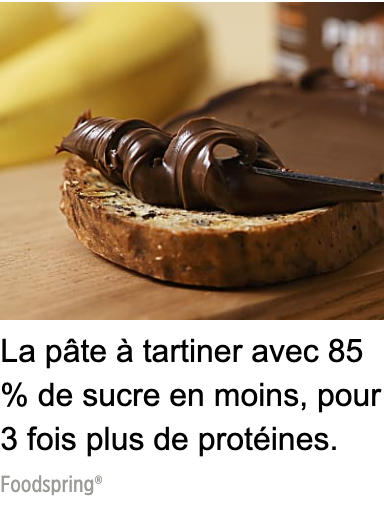 La pâte à tartiner avec 85
% de sucre en moins, pour
3 fois plus de protéines.
Foodspring®